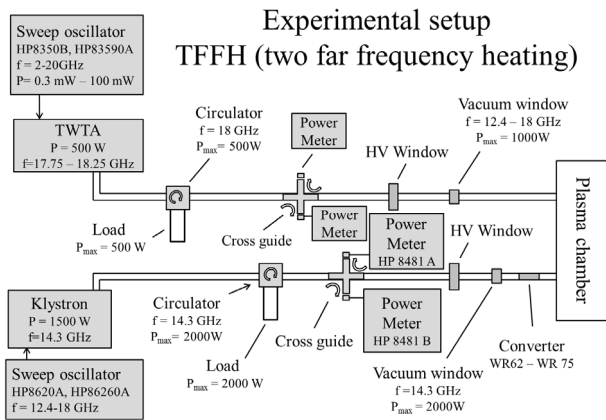 Experimental setup
TFFH (two far frequency heating)
Sweep oscillator
HP8350B, HP83590A
f = 2-20GHz
P= 0.3 mW – 100 mW
TWTA
P = 500 W
f=17.75 – 18.25 GHz
Circulator
f = 18 GHz
Pmax= 500W
Load
Pmax = 500 W
Power
Meter
Power
Meter
Cross guide
HV Window
Vacuum window
f = 12.4 – 18 GHz
Pmax= 1000W
Plasma chamber
Klystron
P = 1500 W
f=14.3 GHz
Sweep oscillator
HP8620A, HP86260A
f = 12.4-18 GHz
Circulator
f = 14.3 GHz
Pmax= 2000W
Load
Pmax = 2000 W
Cross guide
Power
Meter
HP 8481 A
Power
Meter
HP 8481 B
HV Window
Vacuum window
f =14.3 GHz
Pmax= 2000W
Converter
WR62 – WR 75